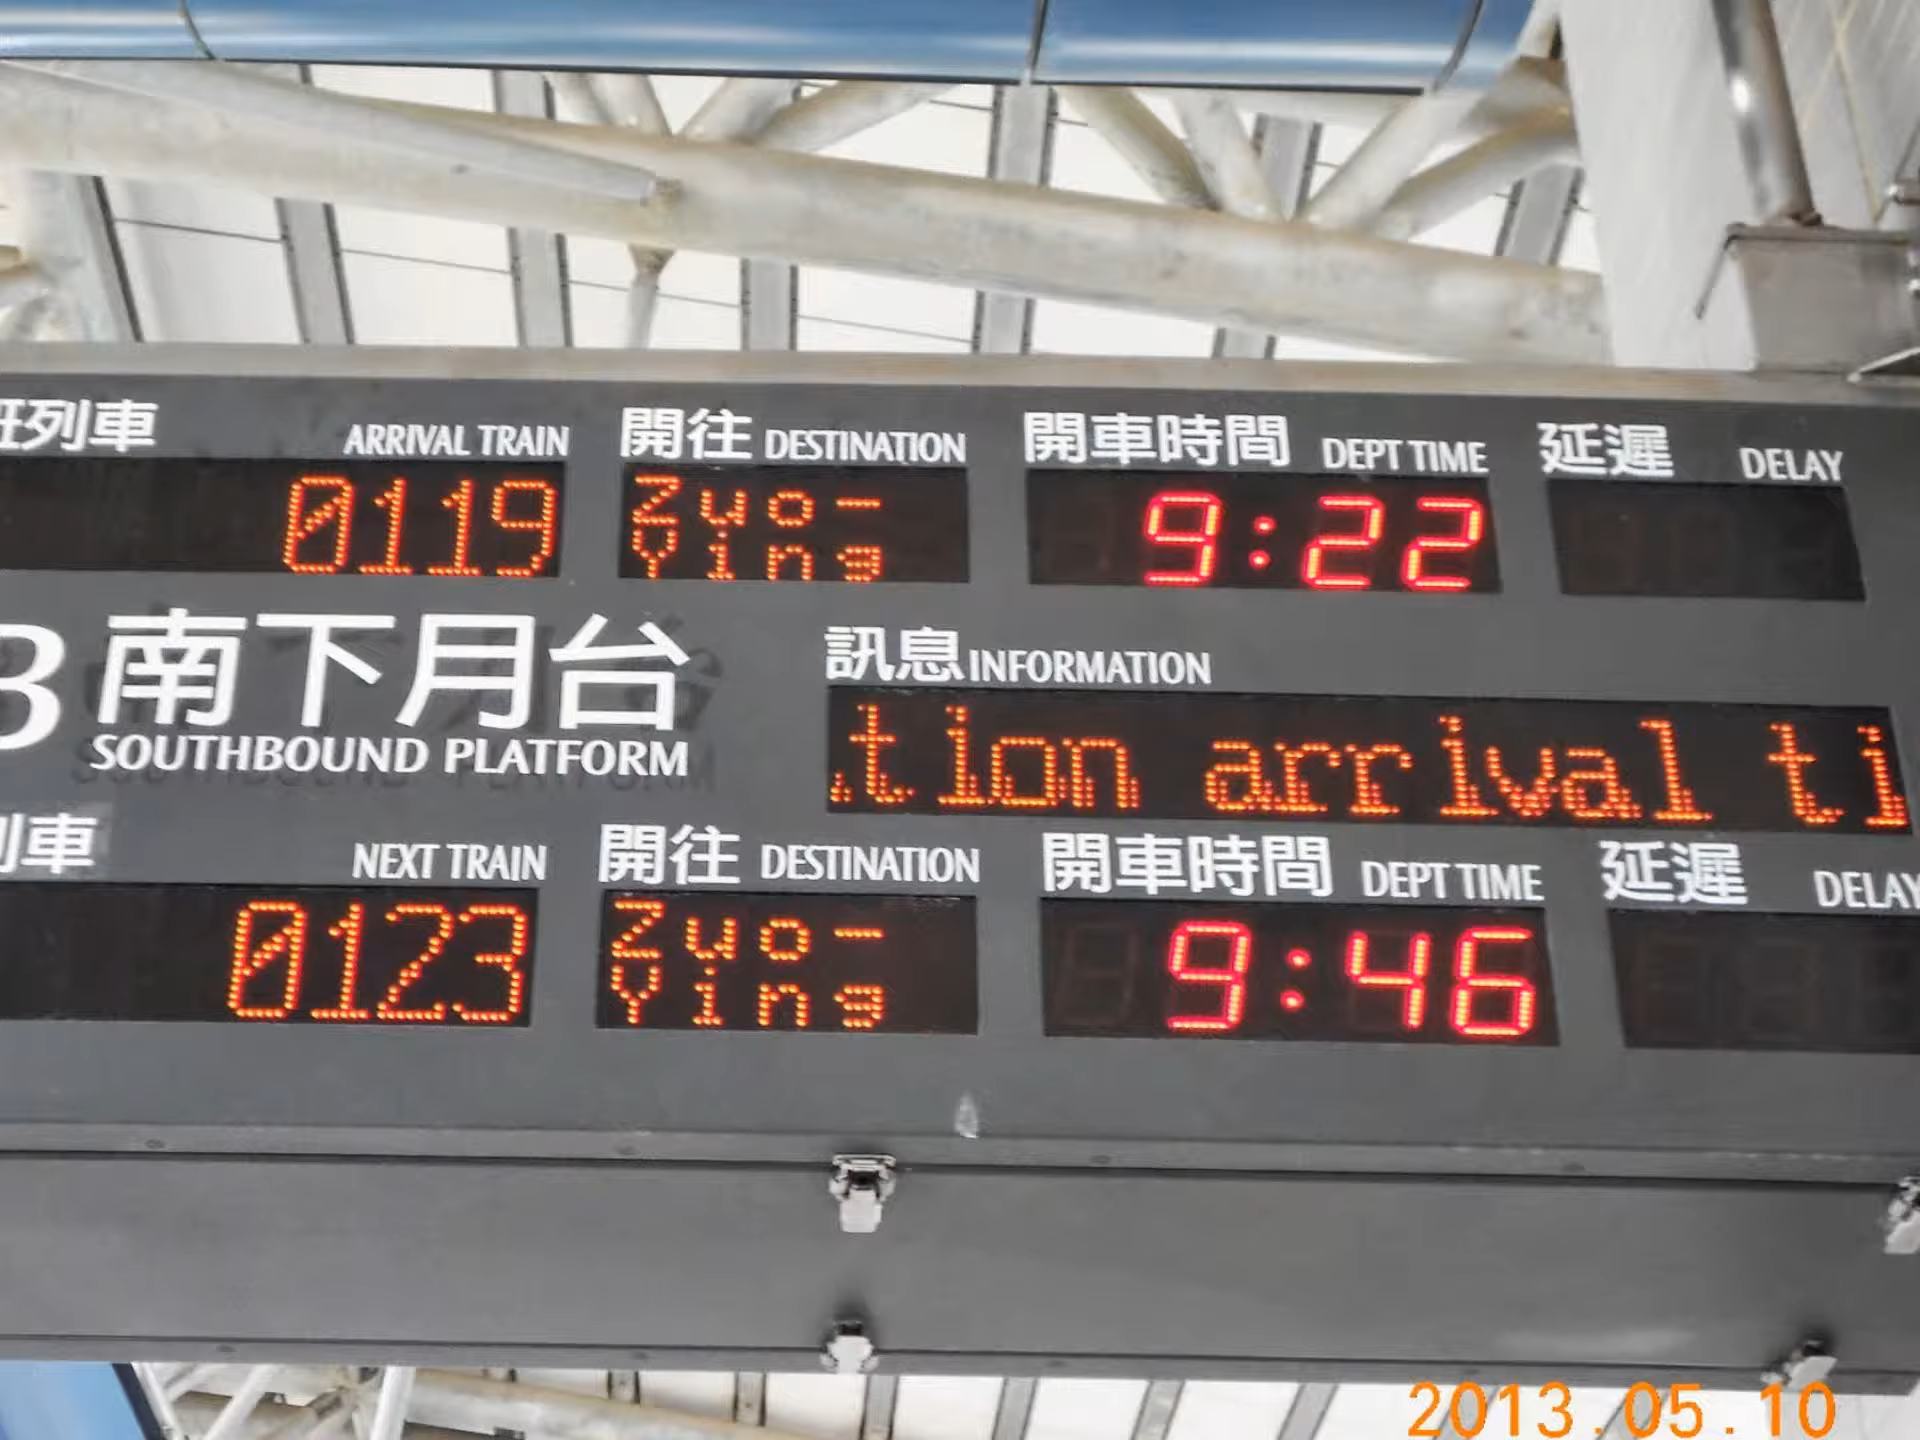 列車 ARRIVAL TRAIN 開往 DESTINATION 開車時間 DEPT TIME 延遲 DELAY
0119 Zuo- 9:22
Ying
3 南下月台 訊息 INFORMATION
SOUTHBOUND PLATFORM tion arrival ti
列車 NEXT TRAIN 開往 DESTINATION 開車時間 DEPT TIME 延遲 DELAY
0123 Zuo- 9:46
Ying
2013.05.10